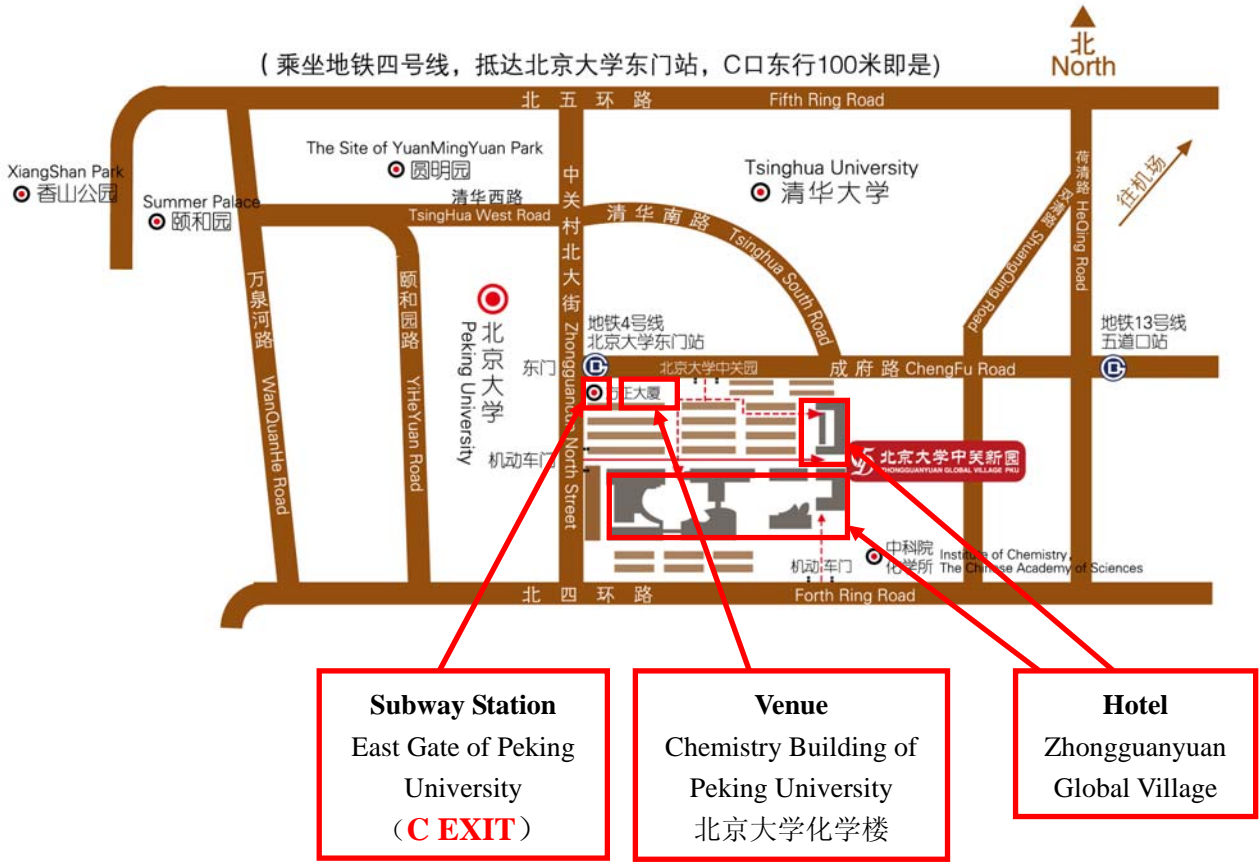 北
North
(乘坐地铁四号线，抵达北京大学东门站，C口东行100米即是)
北五环路 Fifth Ring Road
XiangShan Park
香山公园
Summer Palace
颐和园
The Site of YuanMingYuan Park
圆明园
清华西路
TsingHua West Road
中关村北大街 Zhongguancun North Street
清华南路 Tsinghua South Road
Tsinghua University
清华大学
双清路 ShuangQing Road
荷清路 HeQing Road
往机场
万泉河路 WanQuanHe Road
颐和园路 YiHeYuan Road
北京大学
Peking University
地铁4号线
北京大学东门站
东门
北京大学中关园
成府路 ChengFu Road
地铁13号线
五道口站
方正大厦
机动车门
北京大学中关新园
ZHONGGUANYUAN GLOBAL VILLAGE PKU
中科院
化学所
Institute of Chemistry,
The Chinese Academy of Sciences
机动车门
北四环路 Forth Ring Road
Subway Station
East Gate of Peking
University
（C EXIT）
Venue
Chemistry Building of
Peking University
北京大学化学楼
Hotel
Zhongguanyuan
Global Village